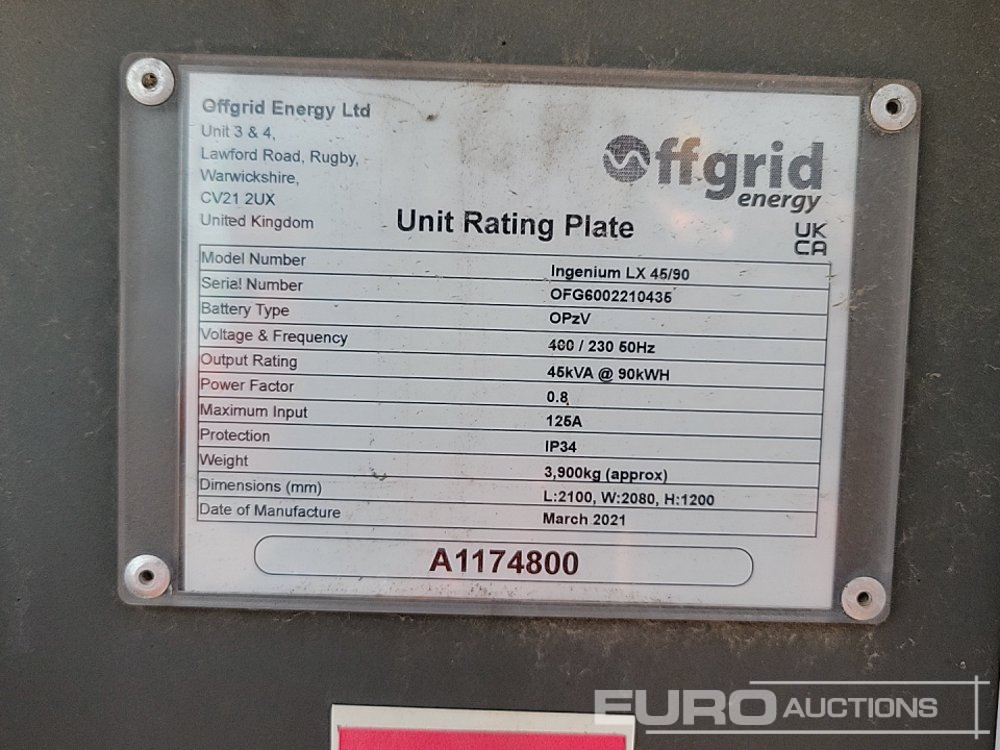 Offgrid Energy Ltd
Unit 3 & 4,
Lawford Road, Rugby,
Warwickshire,
CV21 2UX
United Kingdom
Offgrid
energy
Unit Rating Plate
UK
CA
Model Number Ingenium LX 45/90
Serial Number OFG6002210435
Battery Type OPzV
Voltage & Frequency 400 / 230 50Hz
Output Rating 45kVA @ 90kWH
Power Factor 0.8
Maximum Input 125A
Protection IP34
Weight 3,900kg (approx)
Dimensions (mm) L:2100, W:2080, H:1200
Date of Manufacture March 2021
A1174800
EURO AUCTIONS